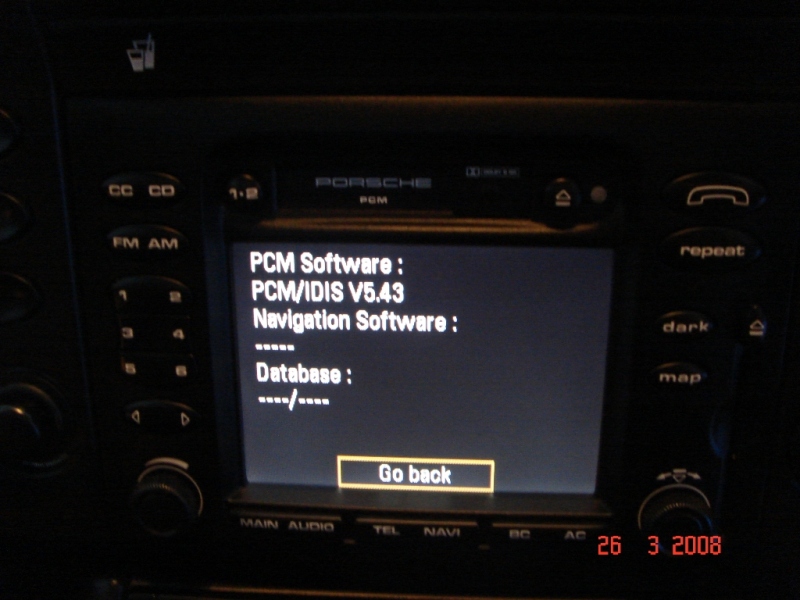 CC CD
1·2
PORSCHE
PCM
FM AM
repeat
1 2
3 4
5 6
dark
map
PCM Software :
PCM/IDIS V5.43
Navigation Software :
-----
Database :
----/----
Go back
MAIN AUDIO TEL NAVI BC AC
26 3 2008